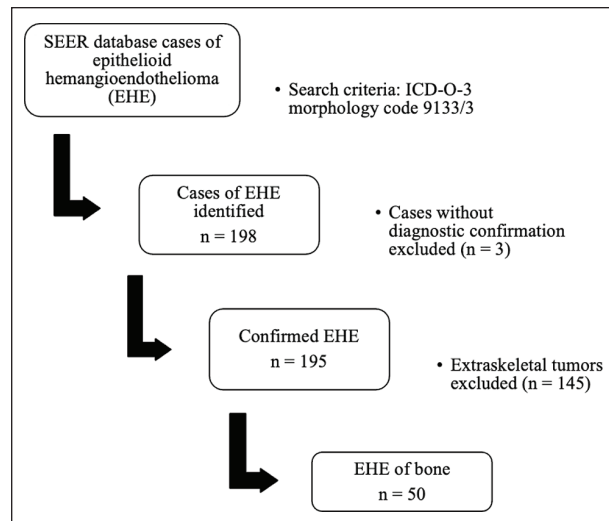 SEER database cases of
epithelioid
hemangioendothelioma
(EHE)
• Search criteria: ICD-O-3
morphology code 9133/3
Cases of EHE
identified
n = 198
• Cases without
diagnostic confirmation
excluded (n = 3)
Confirmed EHE
n = 195
• Extraskeletal tumors
excluded (n = 145)
EHE of bone
n = 50